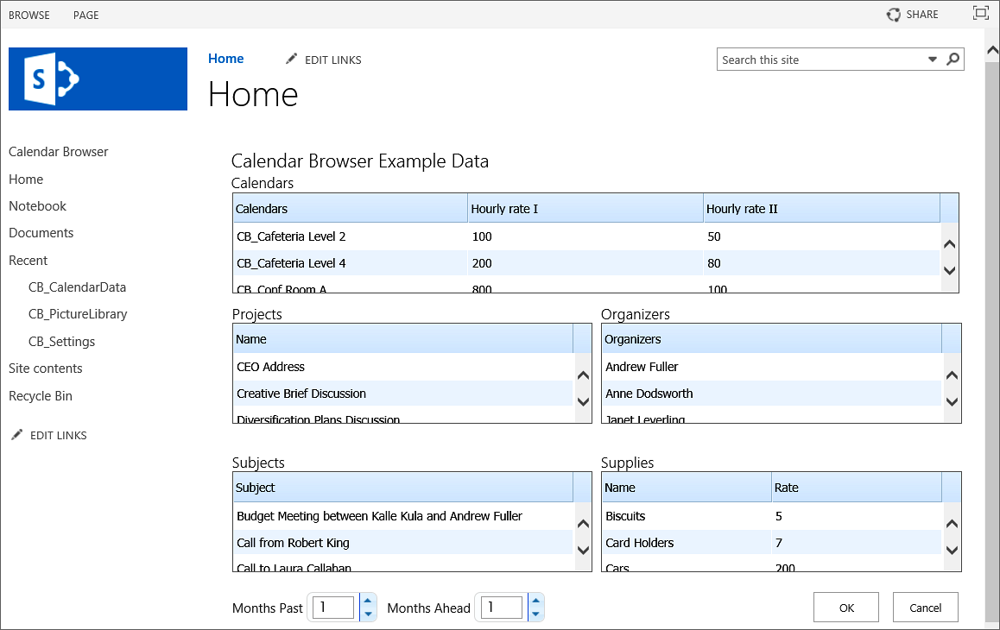 BROWSE PAGE SHARE
S
Home EDIT LINKS Search this site
Home
Calendar Browser
Home
Notebook
Documents
Recent
CB_CalendarData
CB_PictureLibrary
CB_Settings
Site contents
Recycle Bin
EDIT LINKS
Calendar Browser Example Data
Calendars
Calendars Hourly rate I Hourly rate II
CB_Cafeteria Level 2 100 50
CB_Cafeteria Level 4 200 80
CB_Conf Room A 800 100
Projects
Name
CEO Address
Creative Brief Discussion
Diversification Plans Discussion
Organizers
Organizers
Andrew Fuller
Anne Dodsworth
Janet Leverling
Subjects
Subject
Budget Meeting between Kalle Kula and Andrew Fuller
Call from Robert King
Call to Laura Callahan
Supplies
Name Rate
Biscuits 5
Card Holders 7
Cars 200
Months Past 1 Months Ahead 1 OK Cancel